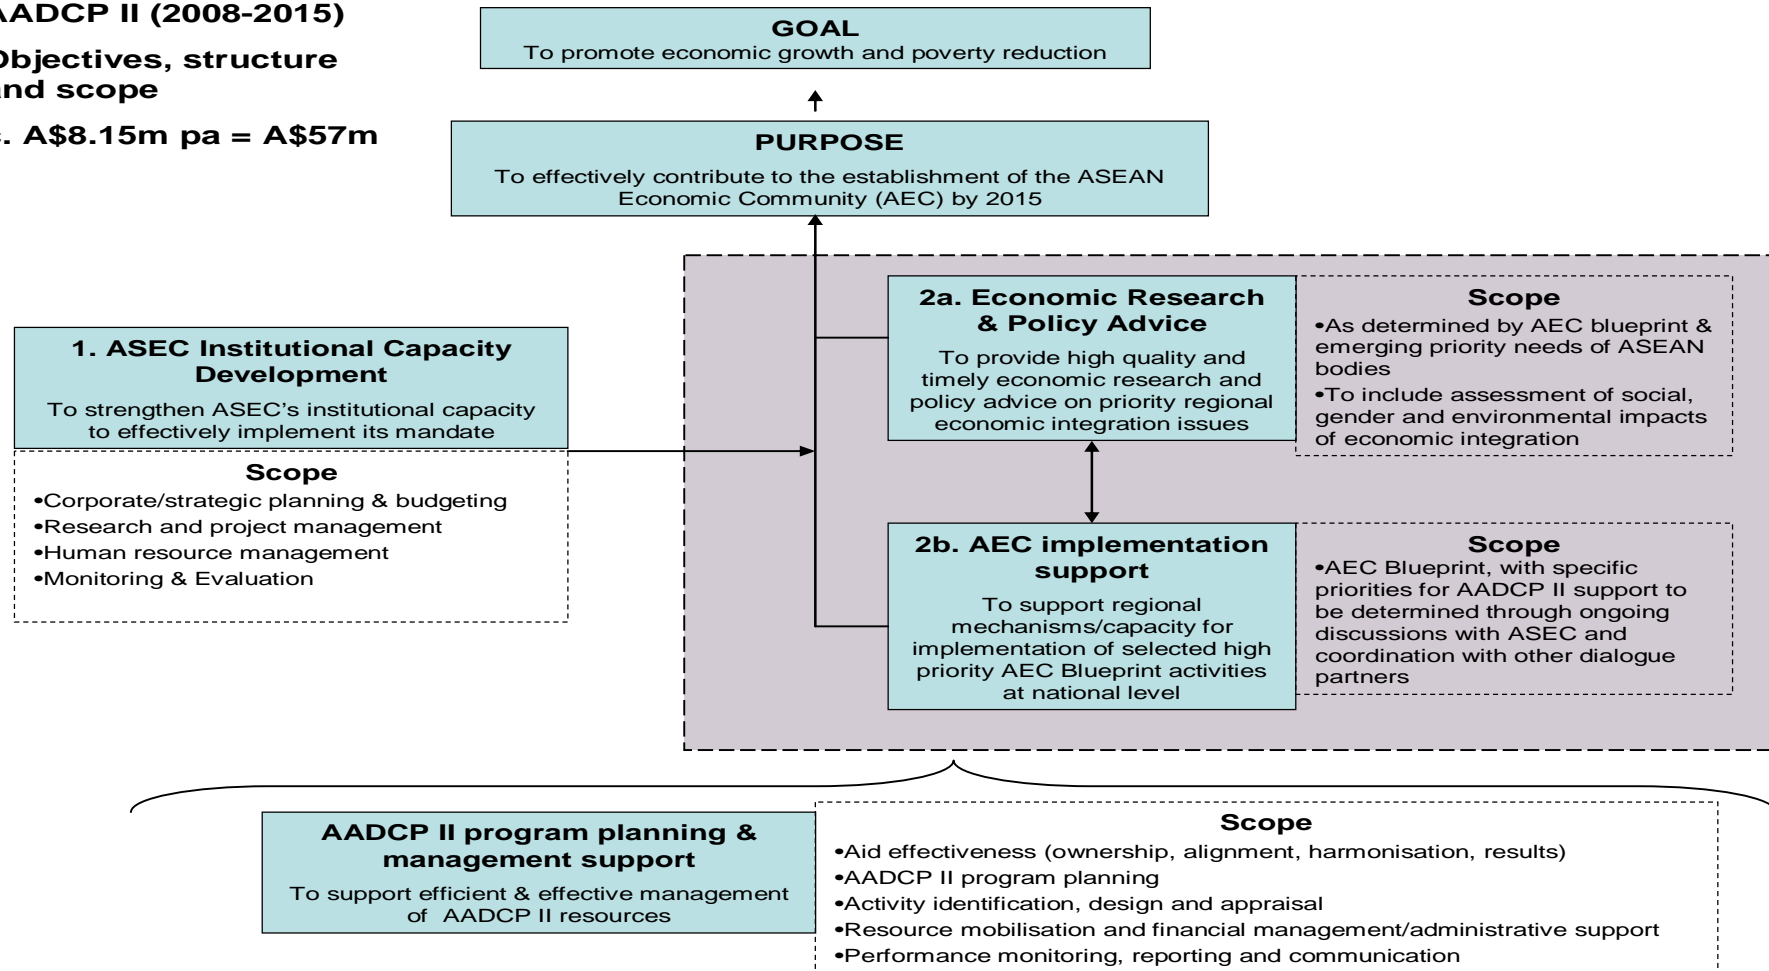 AADCP II (2008-2015)
Objectives, structure
and scope
c. A$8.15m pa = A$57m
GOAL
To promote economic growth and poverty reduction
PURPOSE
To effectively contribute to the establishment of the ASEAN
Economic Community (AEC) by 2015
1. ASEC Institutional Capacity
Development
To strengthen ASEC's institutional capacity
to effectively implement its mandate
Scope
•Corporate/strategic planning & budgeting
•Research and project management
•Human resource management
•Monitoring & Evaluation
2a. Economic Research
& Policy Advice
To provide high quality and
timely economic research and
policy advice on priority regional
economic integration issues
Scope
•As determined by AEC blueprint &
emerging priority needs of ASEAN
bodies
•To include assessment of social,
gender and environmental impacts
of economic integration
2b. AEC implementation
support
To support regional
mechanisms/capacity for
implementation of selected high
priority AEC Blueprint activities
at national level
Scope
•AEC Blueprint, with specific
priorities for AADCP II support to
be determined through ongoing
discussions with ASEC and
coordination with other dialogue
partners
AADCP II program planning &
management support
To support efficient & effective management
of AADCP II resources
Scope
•Aid effectiveness (ownership, alignment, harmonisation, results)
•AADCP II program planning
•Activity identification, design and appraisal
•Resource mobilisation and financial management/administrative support
•Performance monitoring, reporting and communication